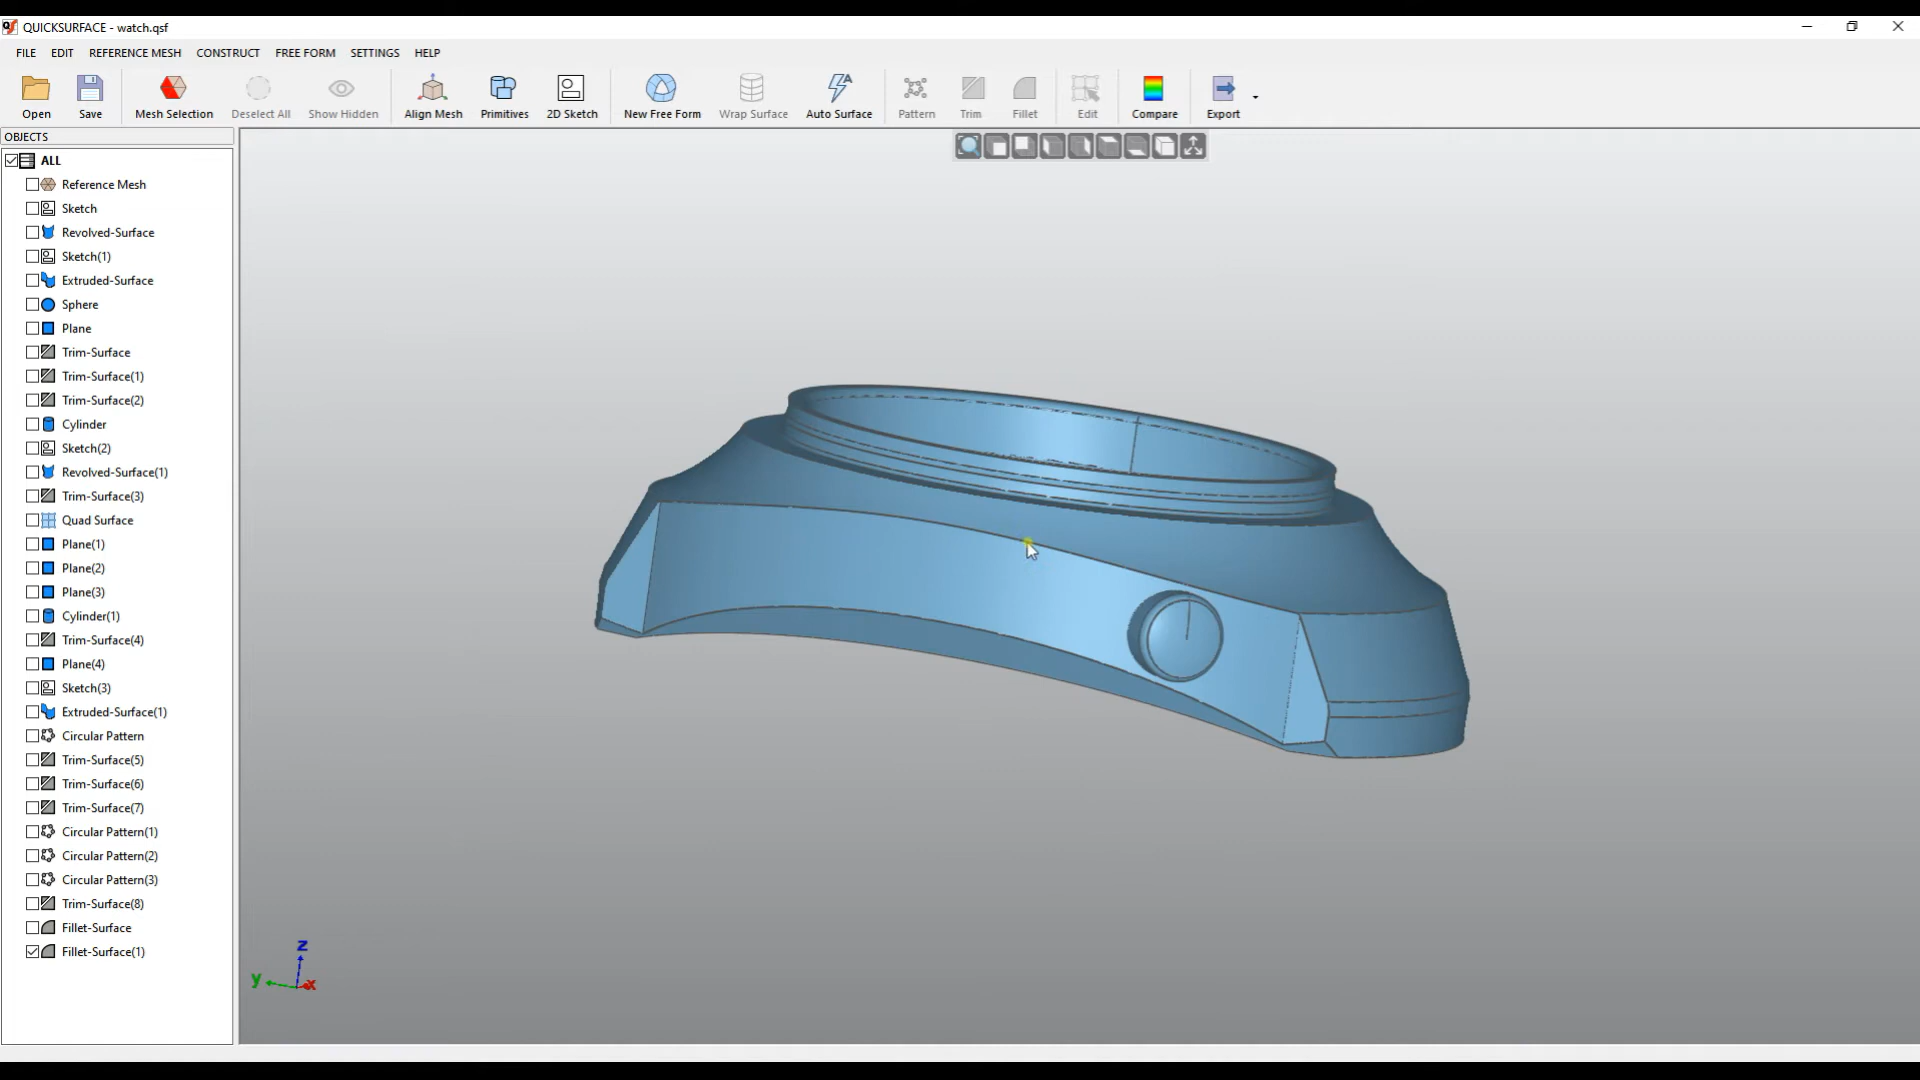 QUICKSURFACE - watch.qsf
FILE EDIT REFERENCE MESH CONSTRUCT FREE FORM SETTINGS HELP
Open Save Mesh Selection Deselect All Show Hidden Align Mesh Primitives 2D Sketch New Free Form Wrap Surface Auto Surface Pattern Trim Fillet Edit Compare Export
OBJECTS
ALL
Reference Mesh
Sketch
Revolved-Surface
Sketch(1)
Extruded-Surface
Sphere
Plane
Trim-Surface
Trim-Surface(1)
Trim-Surface(2)
Cylinder
Sketch(2)
Revolved-Surface(1)
Trim-Surface(3)
Quad Surface
Plane(1)
Plane(2)
Plane(3)
Cylinder(1)
Trim-Surface(4)
Plane(4)
Sketch(3)
Extruded-Surface(1)
Circular Pattern
Trim-Surface(5)
Trim-Surface(6)
Trim-Surface(7)
Circular Pattern(1)
Circular Pattern(2)
Circular Pattern(3)
Trim-Surface(8)
Fillet-Surface
Fillet-Surface(1)
z
y x